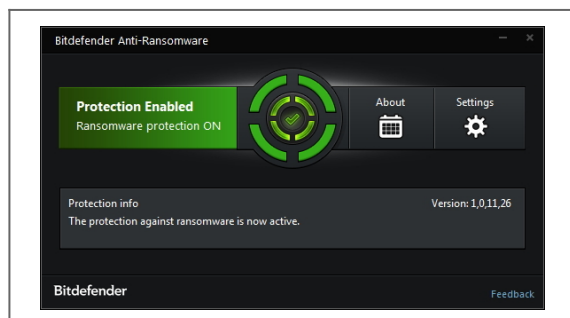 Bitdefender Anti-Ransomware
Protection Enabled
Ransomware protection ON
About
Settings
Protection info
Version: 1,0,11,26
The protection against ransomware is now active.
Bitdefender
Feedback